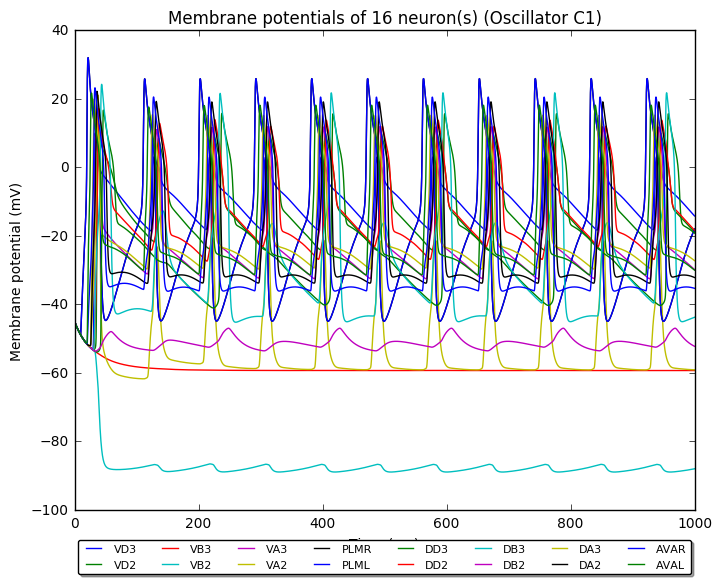 Membrane potentials of 16 neuron(s) (Oscillator C1)
40
20
0
−20
−40
−60
−80
−100
Membrane potential (mV)
0 200 400 600 800 1000
VD3 VB3 VA3 PLMR DD3 DB3 DA3 AVAR
VD2 VB2 VA2 PLML DD2 DB2 DA2 AVAL